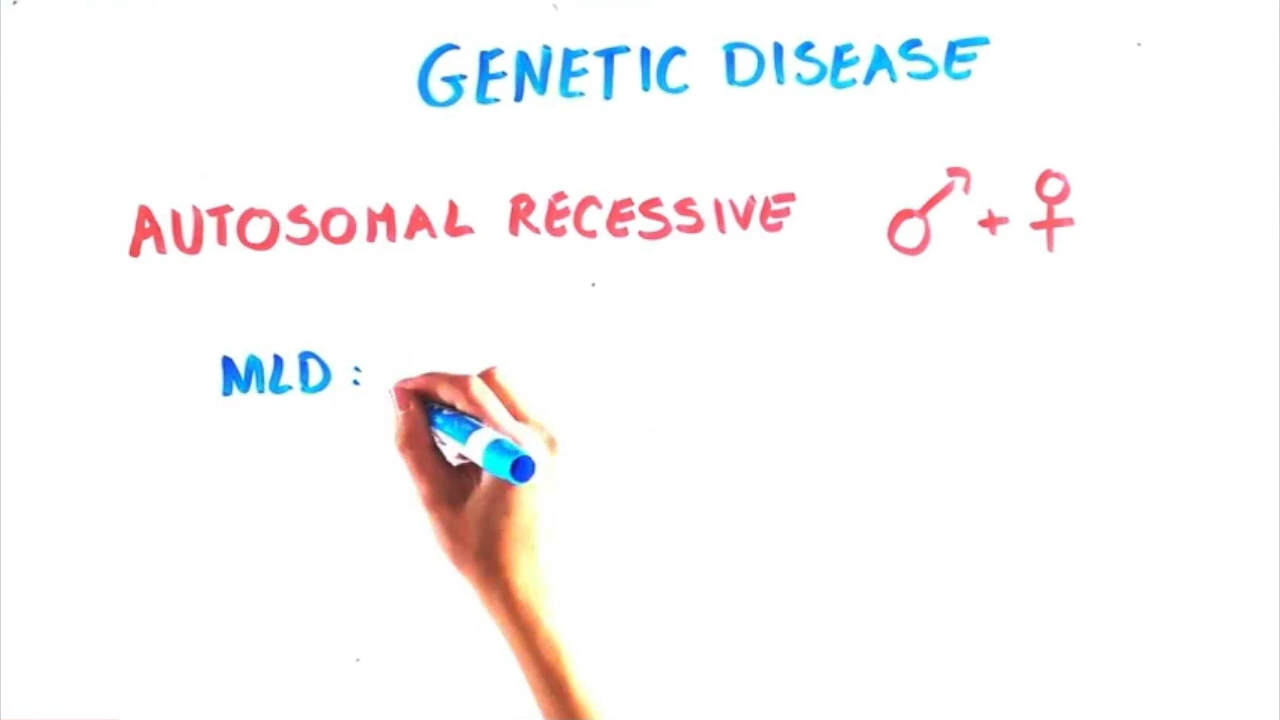 GENETIC DISEASE
AUTOSOMAL RECESSIVE ♂ + ♀
MLD :